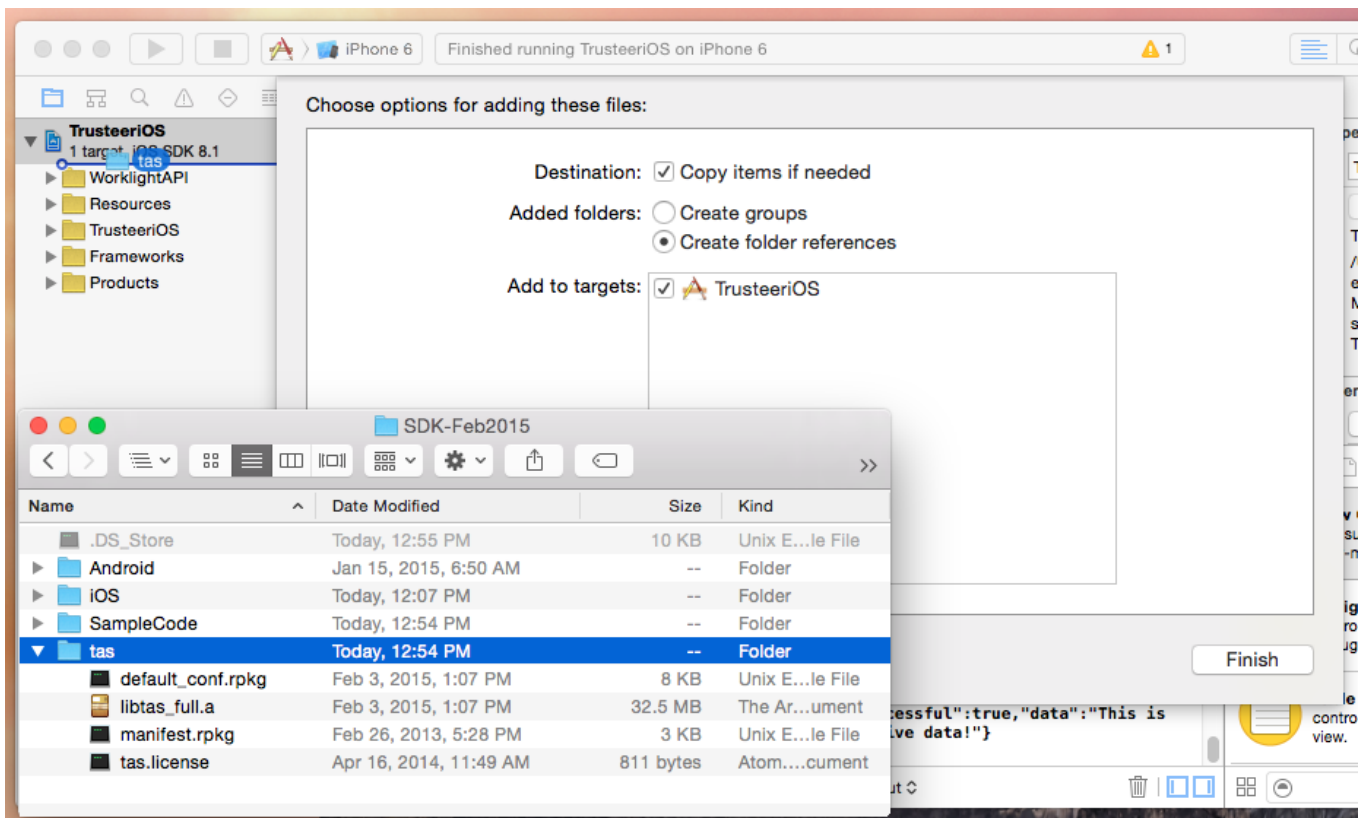 iPhone 6
Finished running TrusteeriOS on iPhone 6
1
Choose options for adding these files:
TrusteeriOS
1 target, iOS SDK 8.1
tas
WorklightAPI
Resources
TrusteeriOS
Frameworks
Products
Destination: Copy items if needed
Added folders: Create groups
Create folder references
Add to targets: TrusteeriOS
SDK-Feb2015
Name Date Modified Size Kind
.DS_Store Today, 12:55 PM 10 KB Unix E...le File
Android Jan 15, 2015, 6:50 AM -- Folder
iOS Today, 12:07 PM -- Folder
SampleCode Today, 12:54 PM -- Folder
tas Today, 12:54 PM -- Folder
default_conf.rpkg Feb 3, 2015, 1:07 PM 8 KB Unix E...le File
libtas_full.a Feb 3, 2015, 1:07 PM 32.5 MB The Ar...ument
manifest.rpkg Feb 26, 2013, 5:28 PM 3 KB Unix E...le File
tas.license Apr 16, 2014, 11:49 AM 811 bytes Atom....cument
Finish
cessful":true,"data":"This is
ive data!"}
view.